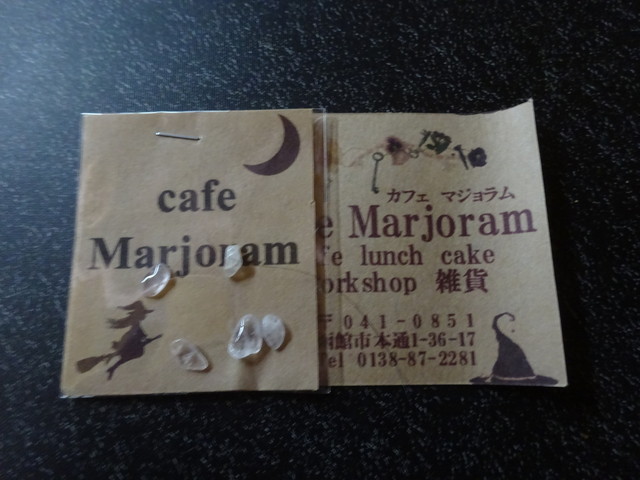 cafe
Marjoram
カフェ マジョラム
e Marjoram
fe lunch cake
orkshop 雑貨
〒041-0851
函館市本通1-36-17
Tel 0138-87-2281